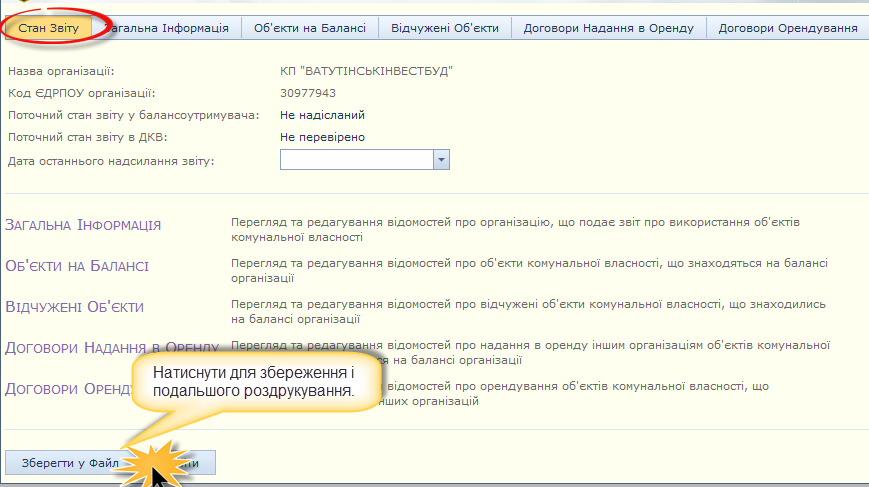 Стан Звіту Загальна Інформація Об'єкти на Балансі Відчужені Об'єкти Договори Надання в Оренду Договори Орендування
Назва організації: КП "ВАТУТІНСЬКІНВЕСТБУД"
Код ЄДРПОУ організації: 30977943
Поточний стан звіту у балансоутримувача: Не надісланий
Поточний стан звіту в ДКВ: Не перевірено
Дата останнього надсилання звіту:
Загальна Інформація Перегляд та редагування відомостей про організацію, що подає звіт про використання об'єктів
комунальної власності
Об'єкти на Балансі Перегляд та редагування відомостей про об'єкти комунальної власності, що знаходяться на балансі
організації
Відчужені Об'єкти Перегляд та редагування відомостей про відчужені об'єкти комунальної власності, що знаходились
на балансі організації
Договори Надання в Оренду Перегляд та редагування відомостей про надання в оренду іншим організаціям об'єктів комунальної
на балансі організації
Договори відомостей про орендування об'єктів комунальної власності, що
організацій
Натиснути для збереження і
подальшого роздрукування.
Зберегти у Файл